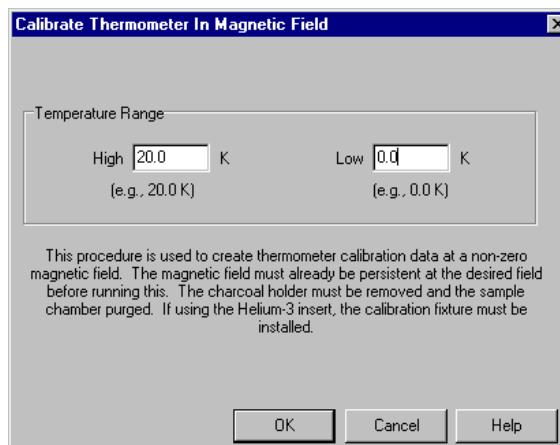 Calibrate Thermometer In Magnetic Field
Temperature Range
High 20.0 K Low 0.0 K
(e.g., 20.0 K) (e.g., 0.0 K)
This procedure is used to create thermometer calibration data at a non-zero
magnetic field. The magnetic field must already be persistent at the desired field
before running this. The charcoal holder must be removed and the sample
chamber purged. If using the Helium-3 insert, the calibration fixture must be
installed.
OK Cancel Help